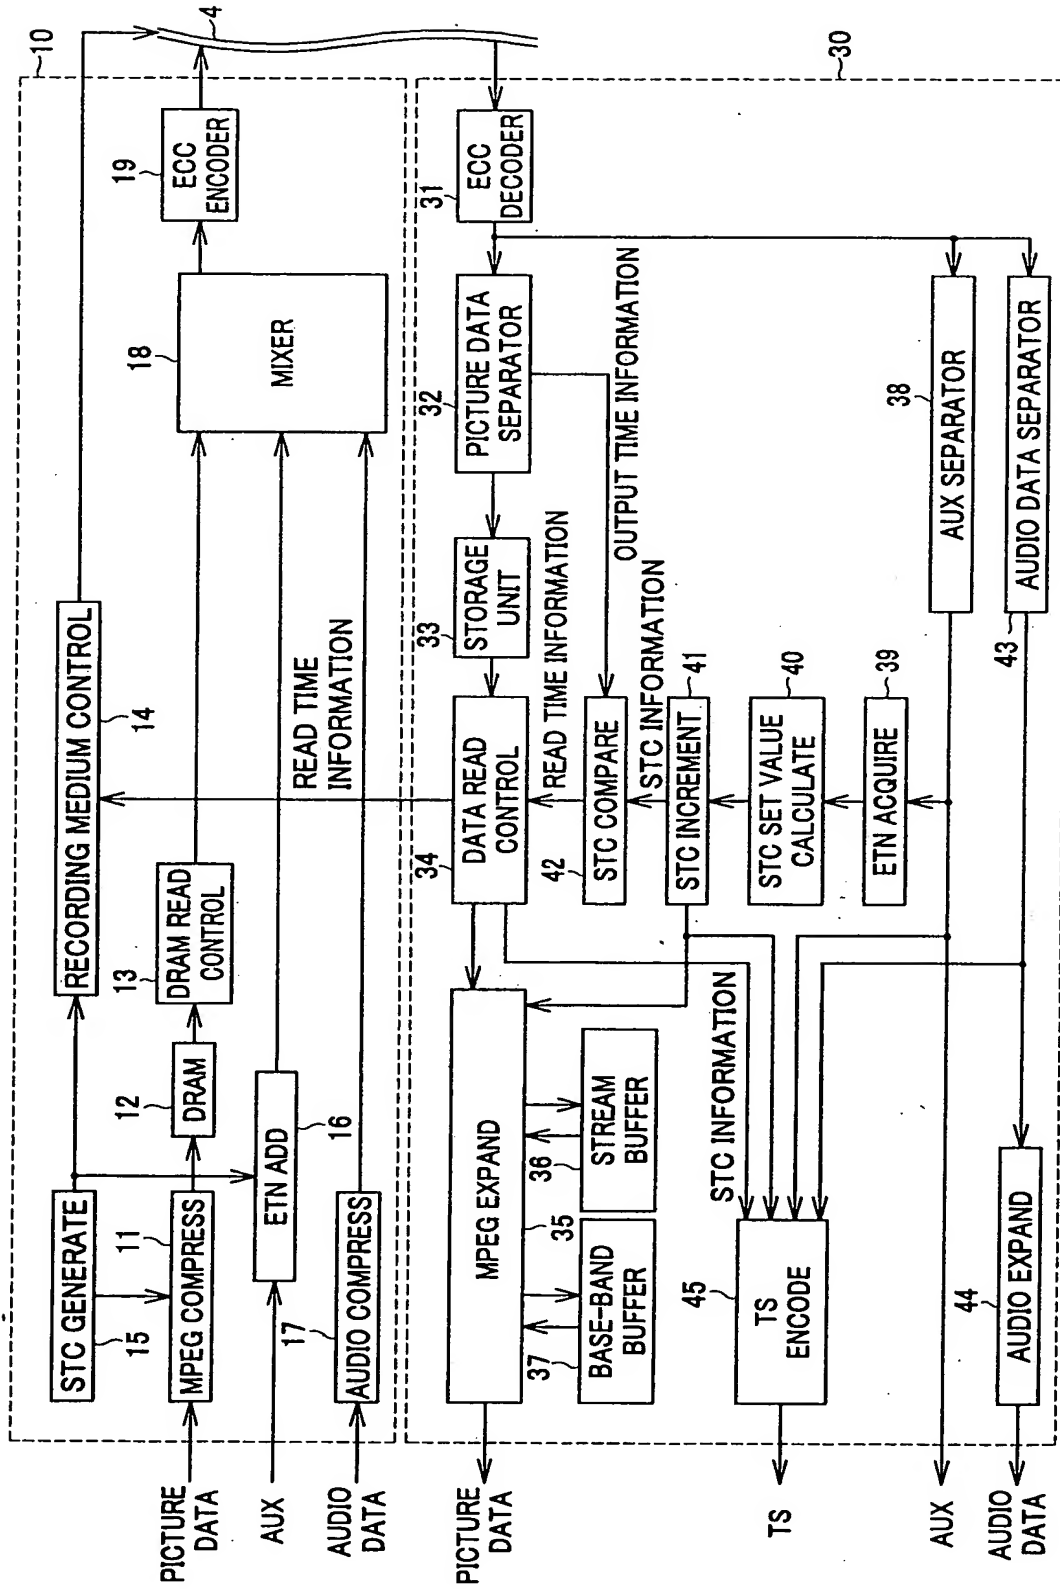 10
4
RECORDING MEDIUM CONTROL
14
STC GENERATE
15
MPEG COMPRESS
11
DRAM
12
DRAM READ
CONTROL
13
ETN ADD
16
AUDIO COMPRESS
17
READ TIME
INFORMATION
MIXER
18
ECC
ENCODER
19
PICTURE
DATA
AUX
AUDIO
DATA
30
ECC
DECODER
31
PICTURE DATA
SEPARATOR
32
STORAGE
UNIT
33
DATA READ
CONTROL
34
READ TIME INFORMATION
OUTPUT TIME INFORMATION
STC COMPARE
42
STC INFORMATION
STC INCREMENT
41
STC SET VALUE
CALCULATE
40
ETN ACQUIRE
39
AUX SEPARATOR
38
AUDIO DATA SEPARATOR
43
MPEG EXPAND
35
STREAM
BUFFER
36
BASE-BAND
BUFFER
37
STC INFORMATION
TS
ENCODE
45
AUDIO EXPAND
44
PICTURE
DATA
TS
AUX
AUDIO
DATA